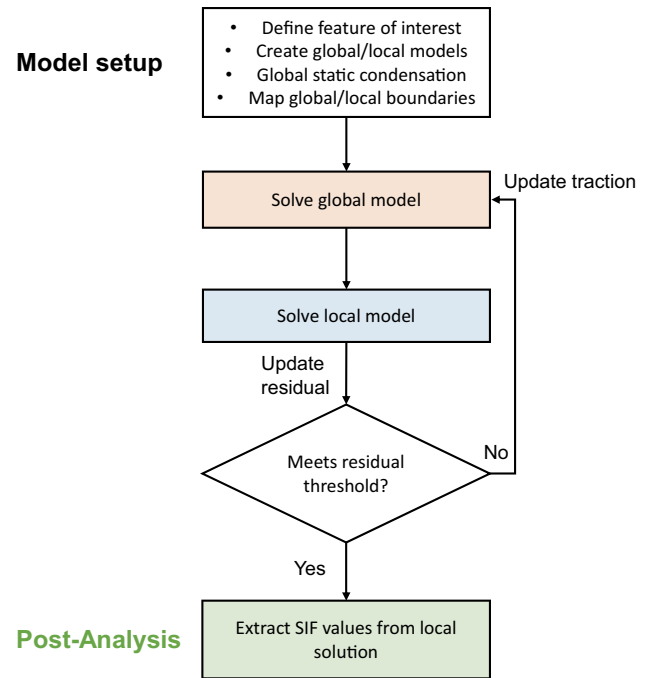 Model setup
• Define feature of interest
• Create global/local models
• Global static condensation
• Map global/local boundaries
Update traction
Solve global model
Solve local model
Update
residual
No
Meets residual
threshold?
Yes
Post-Analysis
Extract SIF values from local
solution